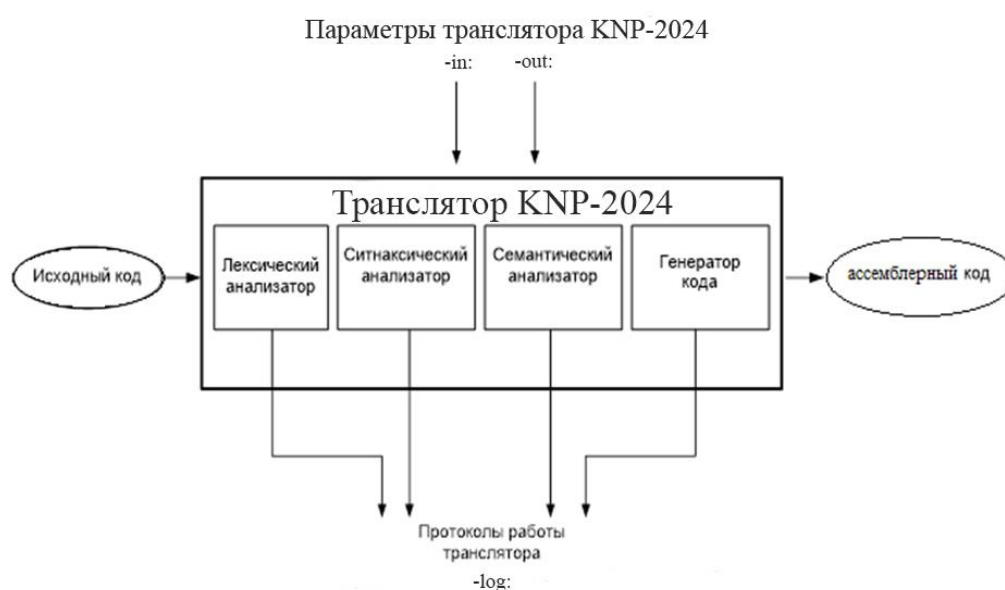 Параметры транслятора KNP-2024
-in: -out:
Транслятор KNP-2024
Исходный код
Лексический
анализатор
Ситнаксический
анализатор
Семантический
анализатор
Генератор
кода
ассемблерный код
Протоколы работы
транслятора
-log: